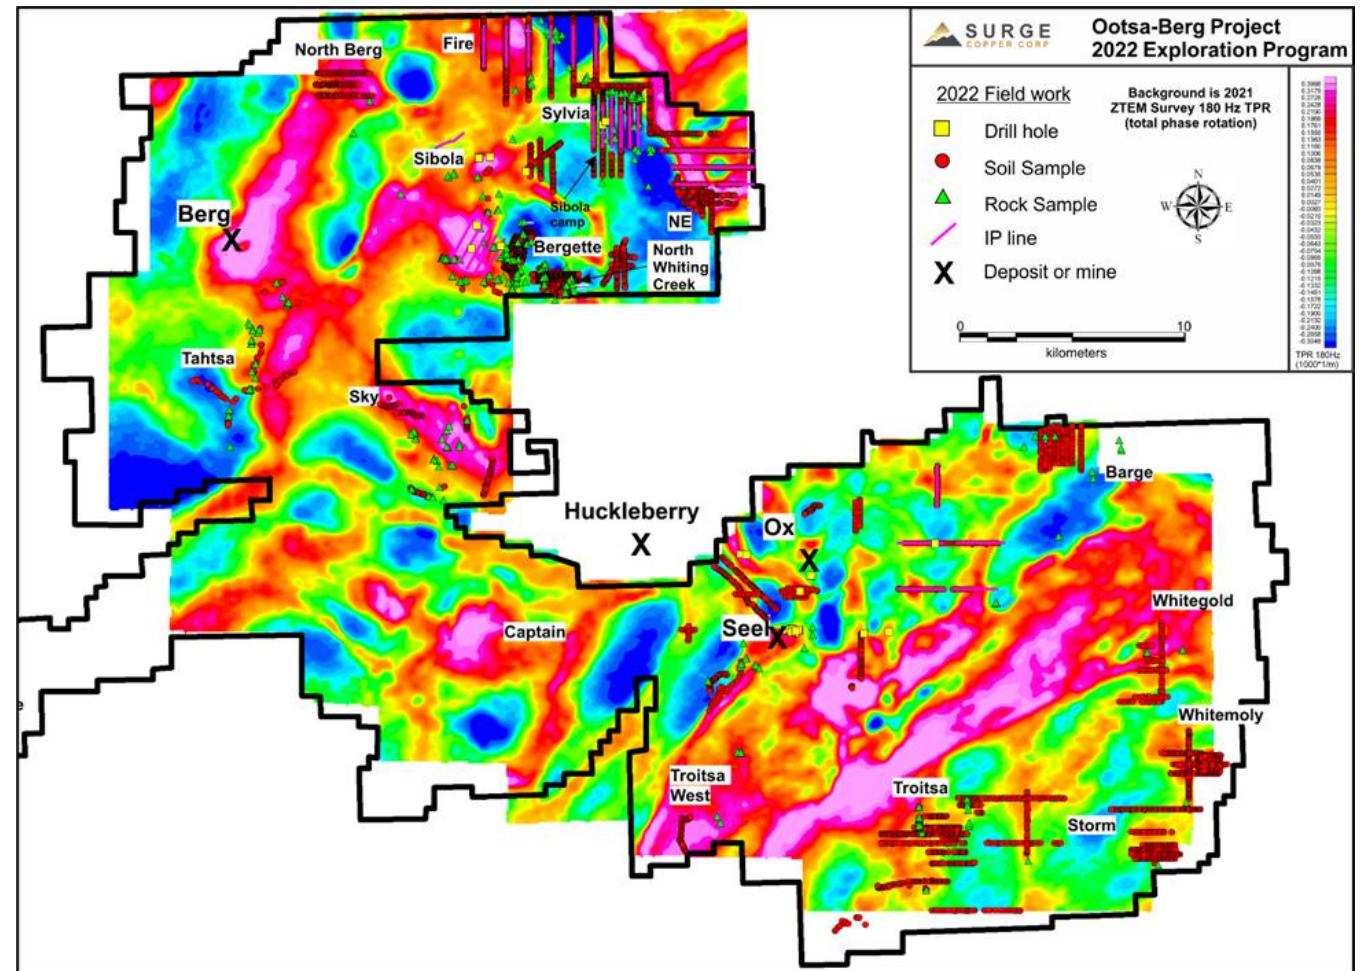 SURGE
COPPER CORP
Ootsa-Berg Project
2022 Exploration Program
2022 Field work
Drill hole
Soil Sample
Rock Sample
IP line
X Deposit or mine
Background is 2021
ZTEM Survey 180 Hz TPR
(total phase rotation)
N
W E
S
0 10
kilometers
TPR 180Hz
(1000*1/m)
North Berg
Fire
Sylvia
Sibola
Sibola
camp
NE
Berg
X
Bergette
North
Whiting
Creek
Tahtsa
Sky
Barge
Huckleberry
X
Ox
X
Whitegold
Captain
Seel
X
Whitemoly
Troitsa
West
Troitsa
Storm
e